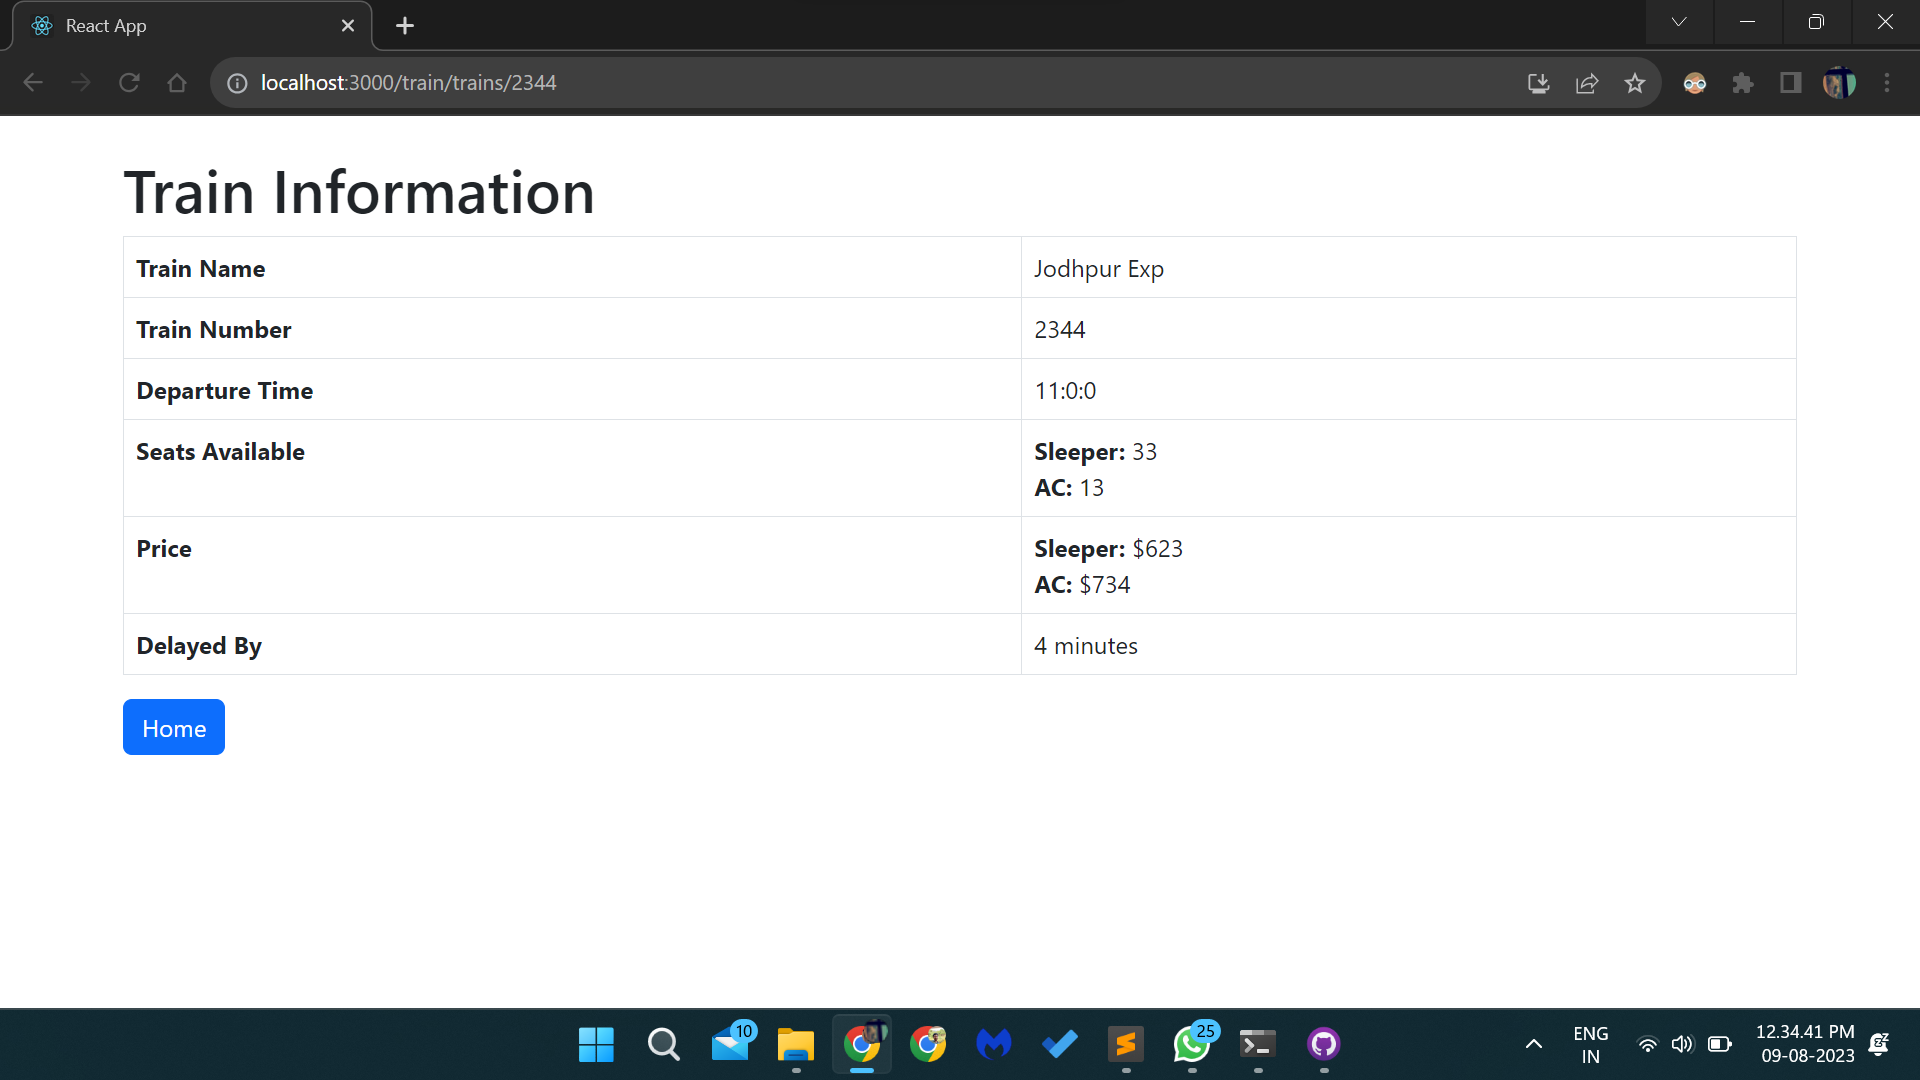 React App
localhost:3000/train/trains/2344
Train Information
Train Name Jodhpur Exp
Train Number 2344
Departure Time 11:0:0
Seats Available Sleeper: 33
AC: 13
Price Sleeper: $623
AC: $734
Delayed By 4 minutes
Home
10
25
ENG
IN
12.34.41 PM
09-08-2023